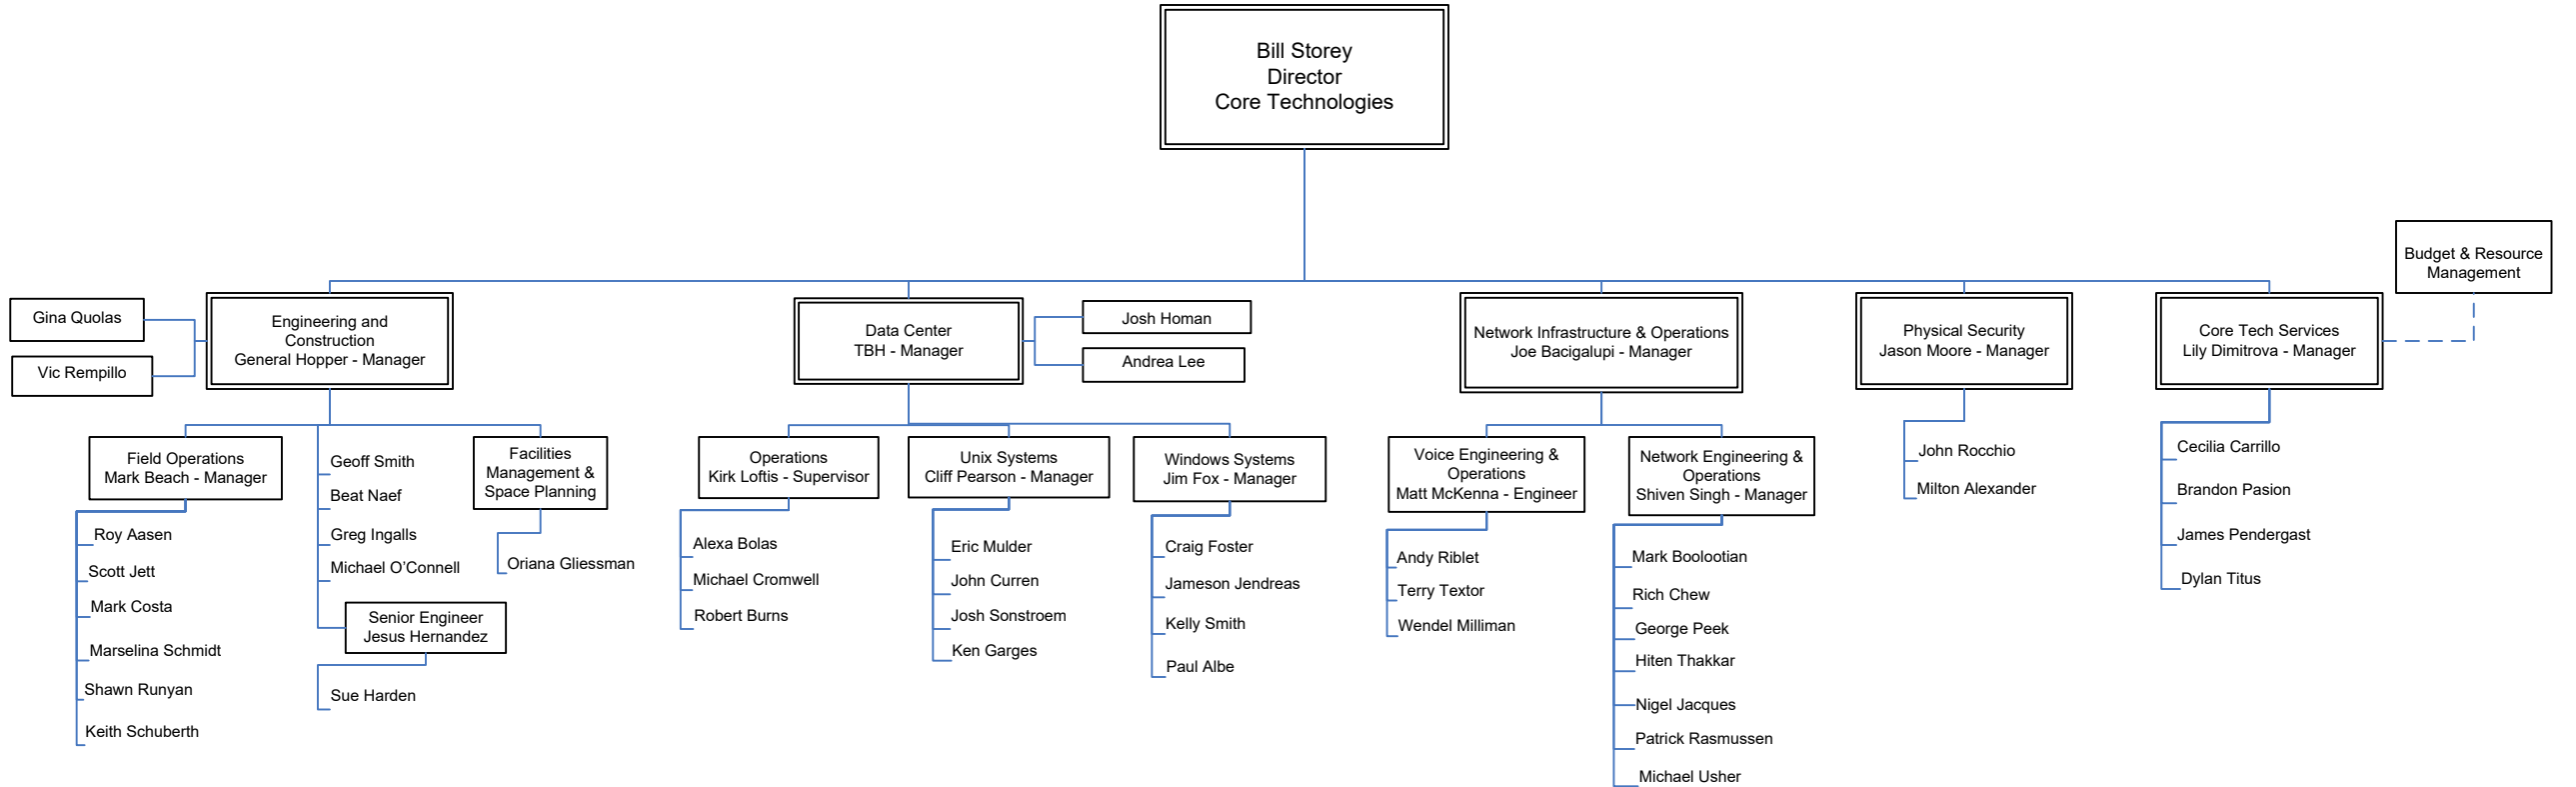 Bill Storey
Director
Core Technologies
Budget & Resource
Management
Gina Quolas
Vic Rempillo
Engineering and
Construction
General Hopper - Manager
Data Center
TBH - Manager
Josh Homan
Andrea Lee
Network Infrastructure & Operations
Joe Bacigalupi - Manager
Physical Security
Jason Moore - Manager
Core Tech Services
Lily Dimitrova - Manager
Field Operations
Mark Beach - Manager
Roy Aasen
Scott Jett
Mark Costa
Marselina Schmidt
Shawn Runyan
Keith Schuberth
Geoff Smith
Beat Naef
Greg Ingalls
Michael O’Connell
Senior Engineer
Jesus Hernandez
Sue Harden
Facilities
Management &
Space Planning
Oriana Gliessman
Operations
Kirk Loftis - Supervisor
Alexa Bolas
Michael Cromwell
Robert Burns
Unix Systems
Cliff Pearson - Manager
Eric Mulder
John Curren
Josh Sonstroem
Ken Garges
Windows Systems
Jim Fox - Manager
Craig Foster
Jameson Jendreas
Kelly Smith
Paul Albe
Voice Engineering &
Operations
Matt McKenna - Engineer
Andy Riblet
Terry Textor
Wendel Milliman
Network Engineering &
Operations
Shiven Singh - Manager
Mark Boolootian
Rich Chew
George Peek
Hiten Thakkar
Nigel Jacques
Patrick Rasmussen
Michael Usher
John Rocchio
Milton Alexander
Cecilia Carrillo
Brandon Pasion
James Pendergast
Dylan Titus